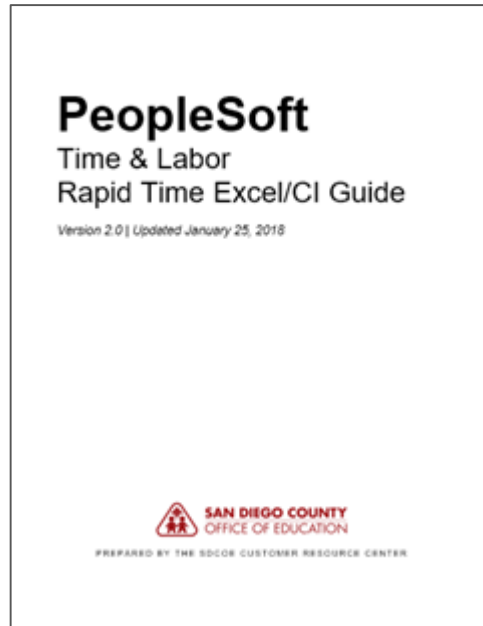 PeopleSoft
Time & Labor
Rapid Time Excel/CI Guide
Version 2.0 | Updated January 25, 2018
SAN DIEGO COUNTY
OFFICE OF EDUCATION
PREPARED BY THE SDCOE CUSTOMER RESOURCE CENTER